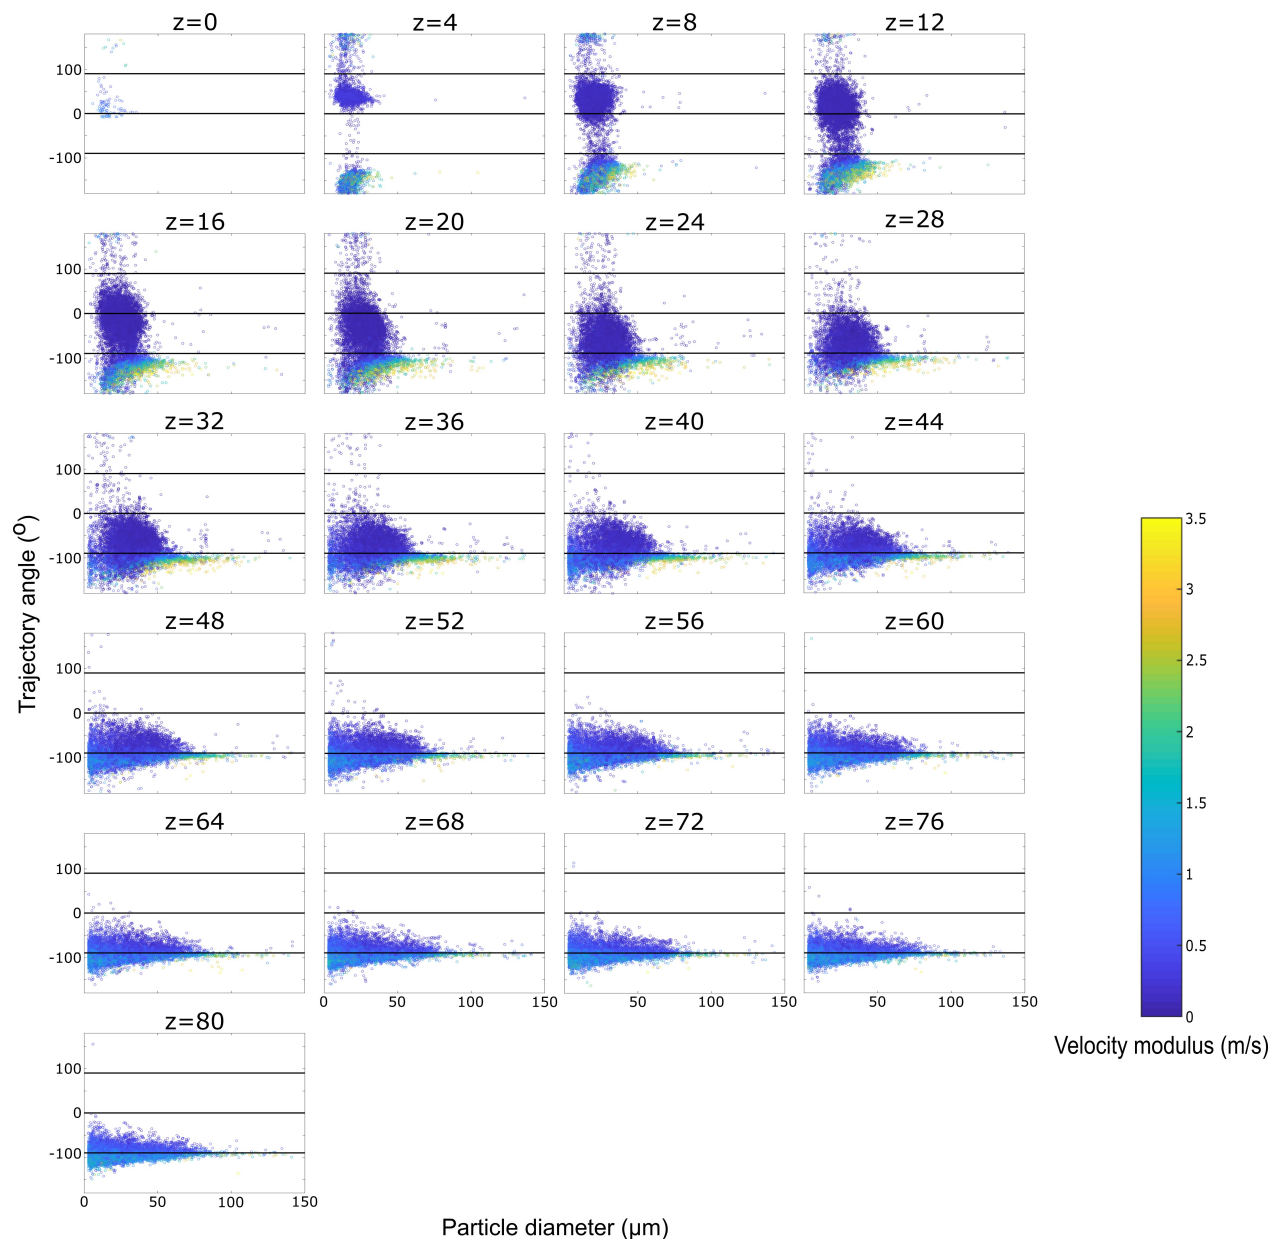 z=0 z=4 z=8 z=12
100
0
-100
z=16 z=20 z=24 z=28
100
0
-100
z=32 z=36 z=40 z=44
100
0
-100
z=48 z=52 z=56 z=60
100
0
-100
z=64 z=68 z=72 z=76
100
0
-100
0 50 100 150 0 50 100 150 0 50 100 150
z=80
100
0
-100
0 50 100 150
Trajectory angle (º)
Particle diameter (µm)
3.5
3
2.5
2
1.5
1
0.5
0
Velocity modulus (m/s)